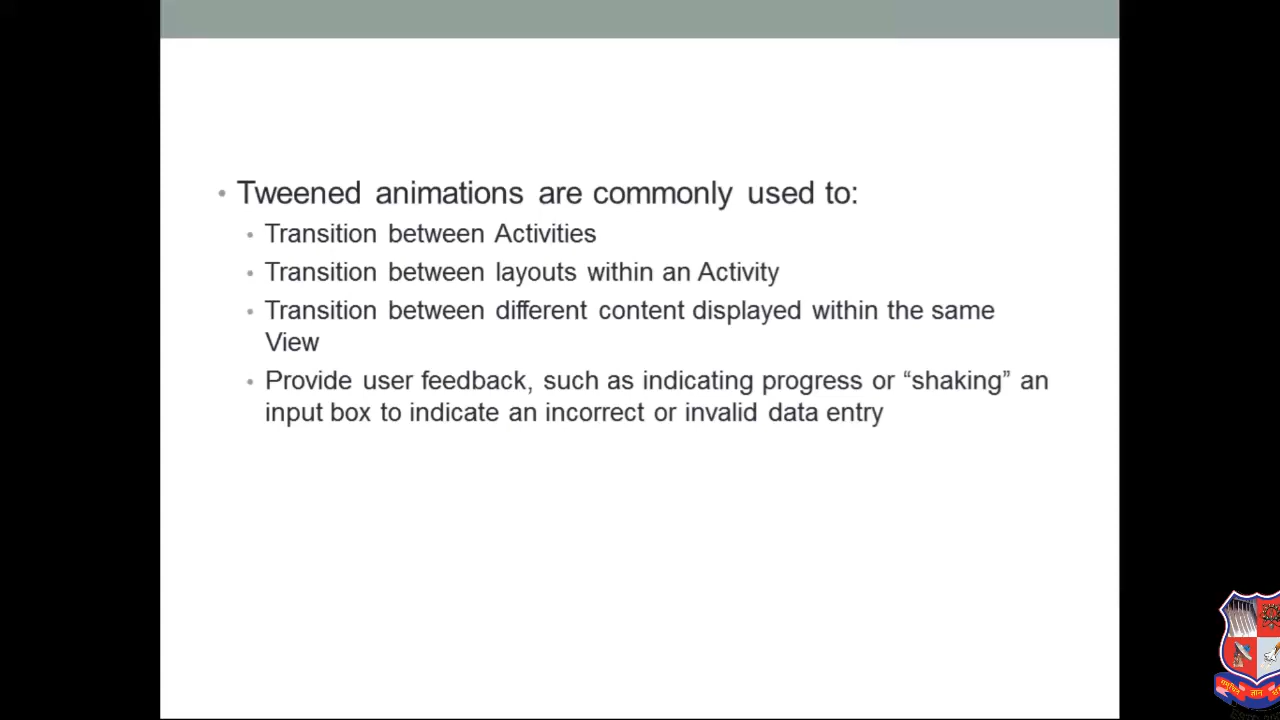 Tweened animations are commonly used to:
Transition between Activities
Transition between layouts within an Activity
Transition between different content displayed within the same
View
Provide user feedback, such as indicating progress or “shaking” an
input box to indicate an incorrect or invalid data entry